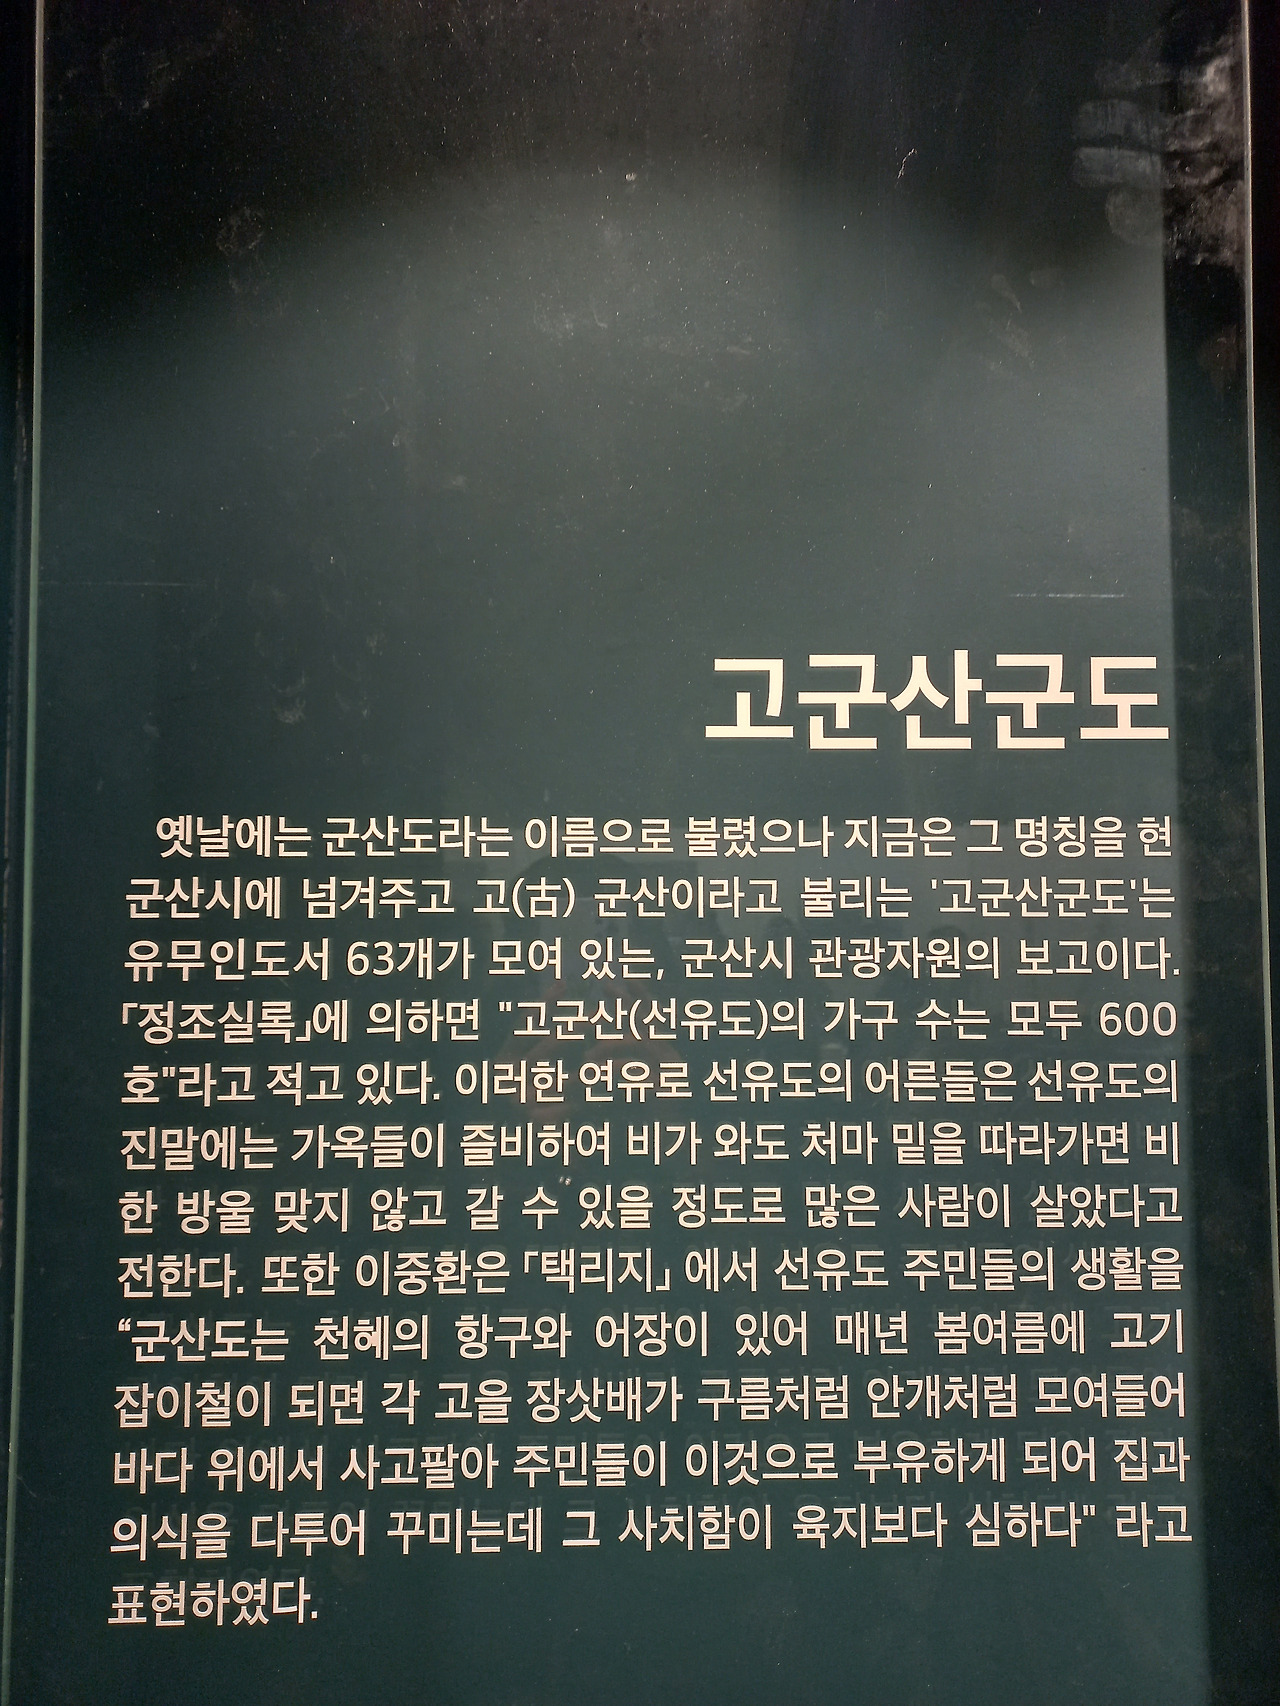 고군산군도
옛날에는 군산도라는 이름으로 불렸으나 지금은 그 명칭을 현
군산시에 넘겨주고 고(古) 군산이라고 불리는 '고군산군도'는
유무인도서 63개가 모여 있는, 군산시 관광자원의 보고이다.
「정조실록」에 의하면 "고군산(선유도)의 가구 수는 모두 600
호"라고 적고 있다. 이러한 연유로 선유도의 어른들은 선유도의
진말에는 가옥들이 즐비하여 비가 와도 처마 밑을 따라가면 비
한 방울 맞지 않고 갈 수 있을 정도로 많은 사람이 살았다고
전한다. 또한 이중환은 「택리지」 에서 선유도 주민들의 생활을
“군산도는 천혜의 항구와 어장이 있어 매년 봄여름에 고기
잡이철이 되면 각 고을 장삿배가 구름처럼 안개처럼 모여들어
바다 위에서 사고팔아 주민들이 이것으로 부유하게 되어 집과
의식을 다투어 꾸미는데 그 사치함이 육지보다 심하다" 라고
표현하였다.